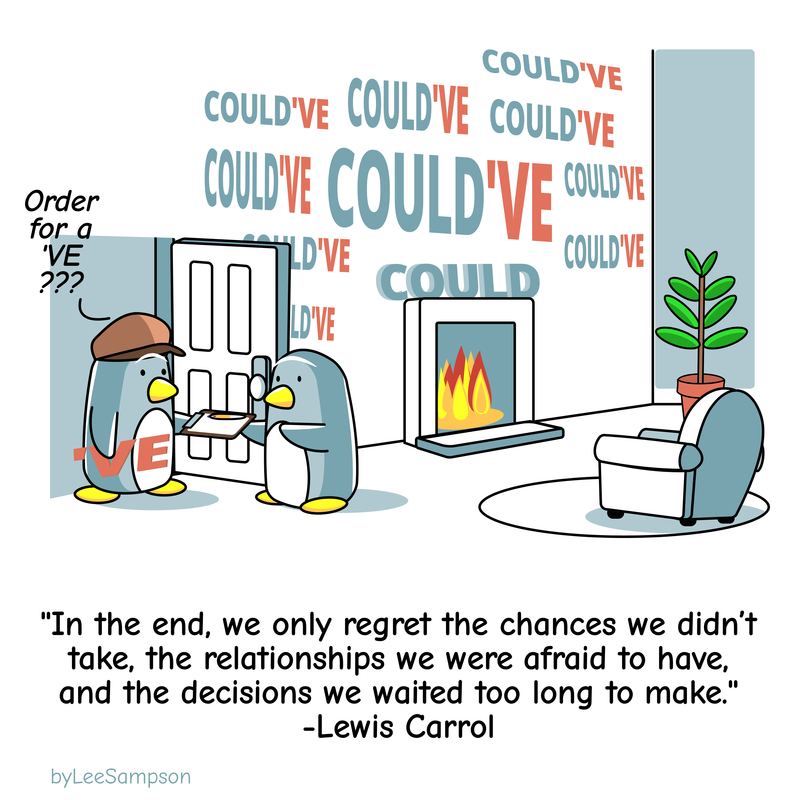 COULD'VE
COULD'VE COULD'VE COULD'VE
COULD'VE COULD'VE COULD'VE
COULD'VE COULD'VE
COULD
LD'VE
Order
for a
'VE
???
'VE
"In the end, we only regret the chances we didn’t
take, the relationships we were afraid to have,
and the decisions we waited too long to make."
-Lewis Carrol
byLeeSampson